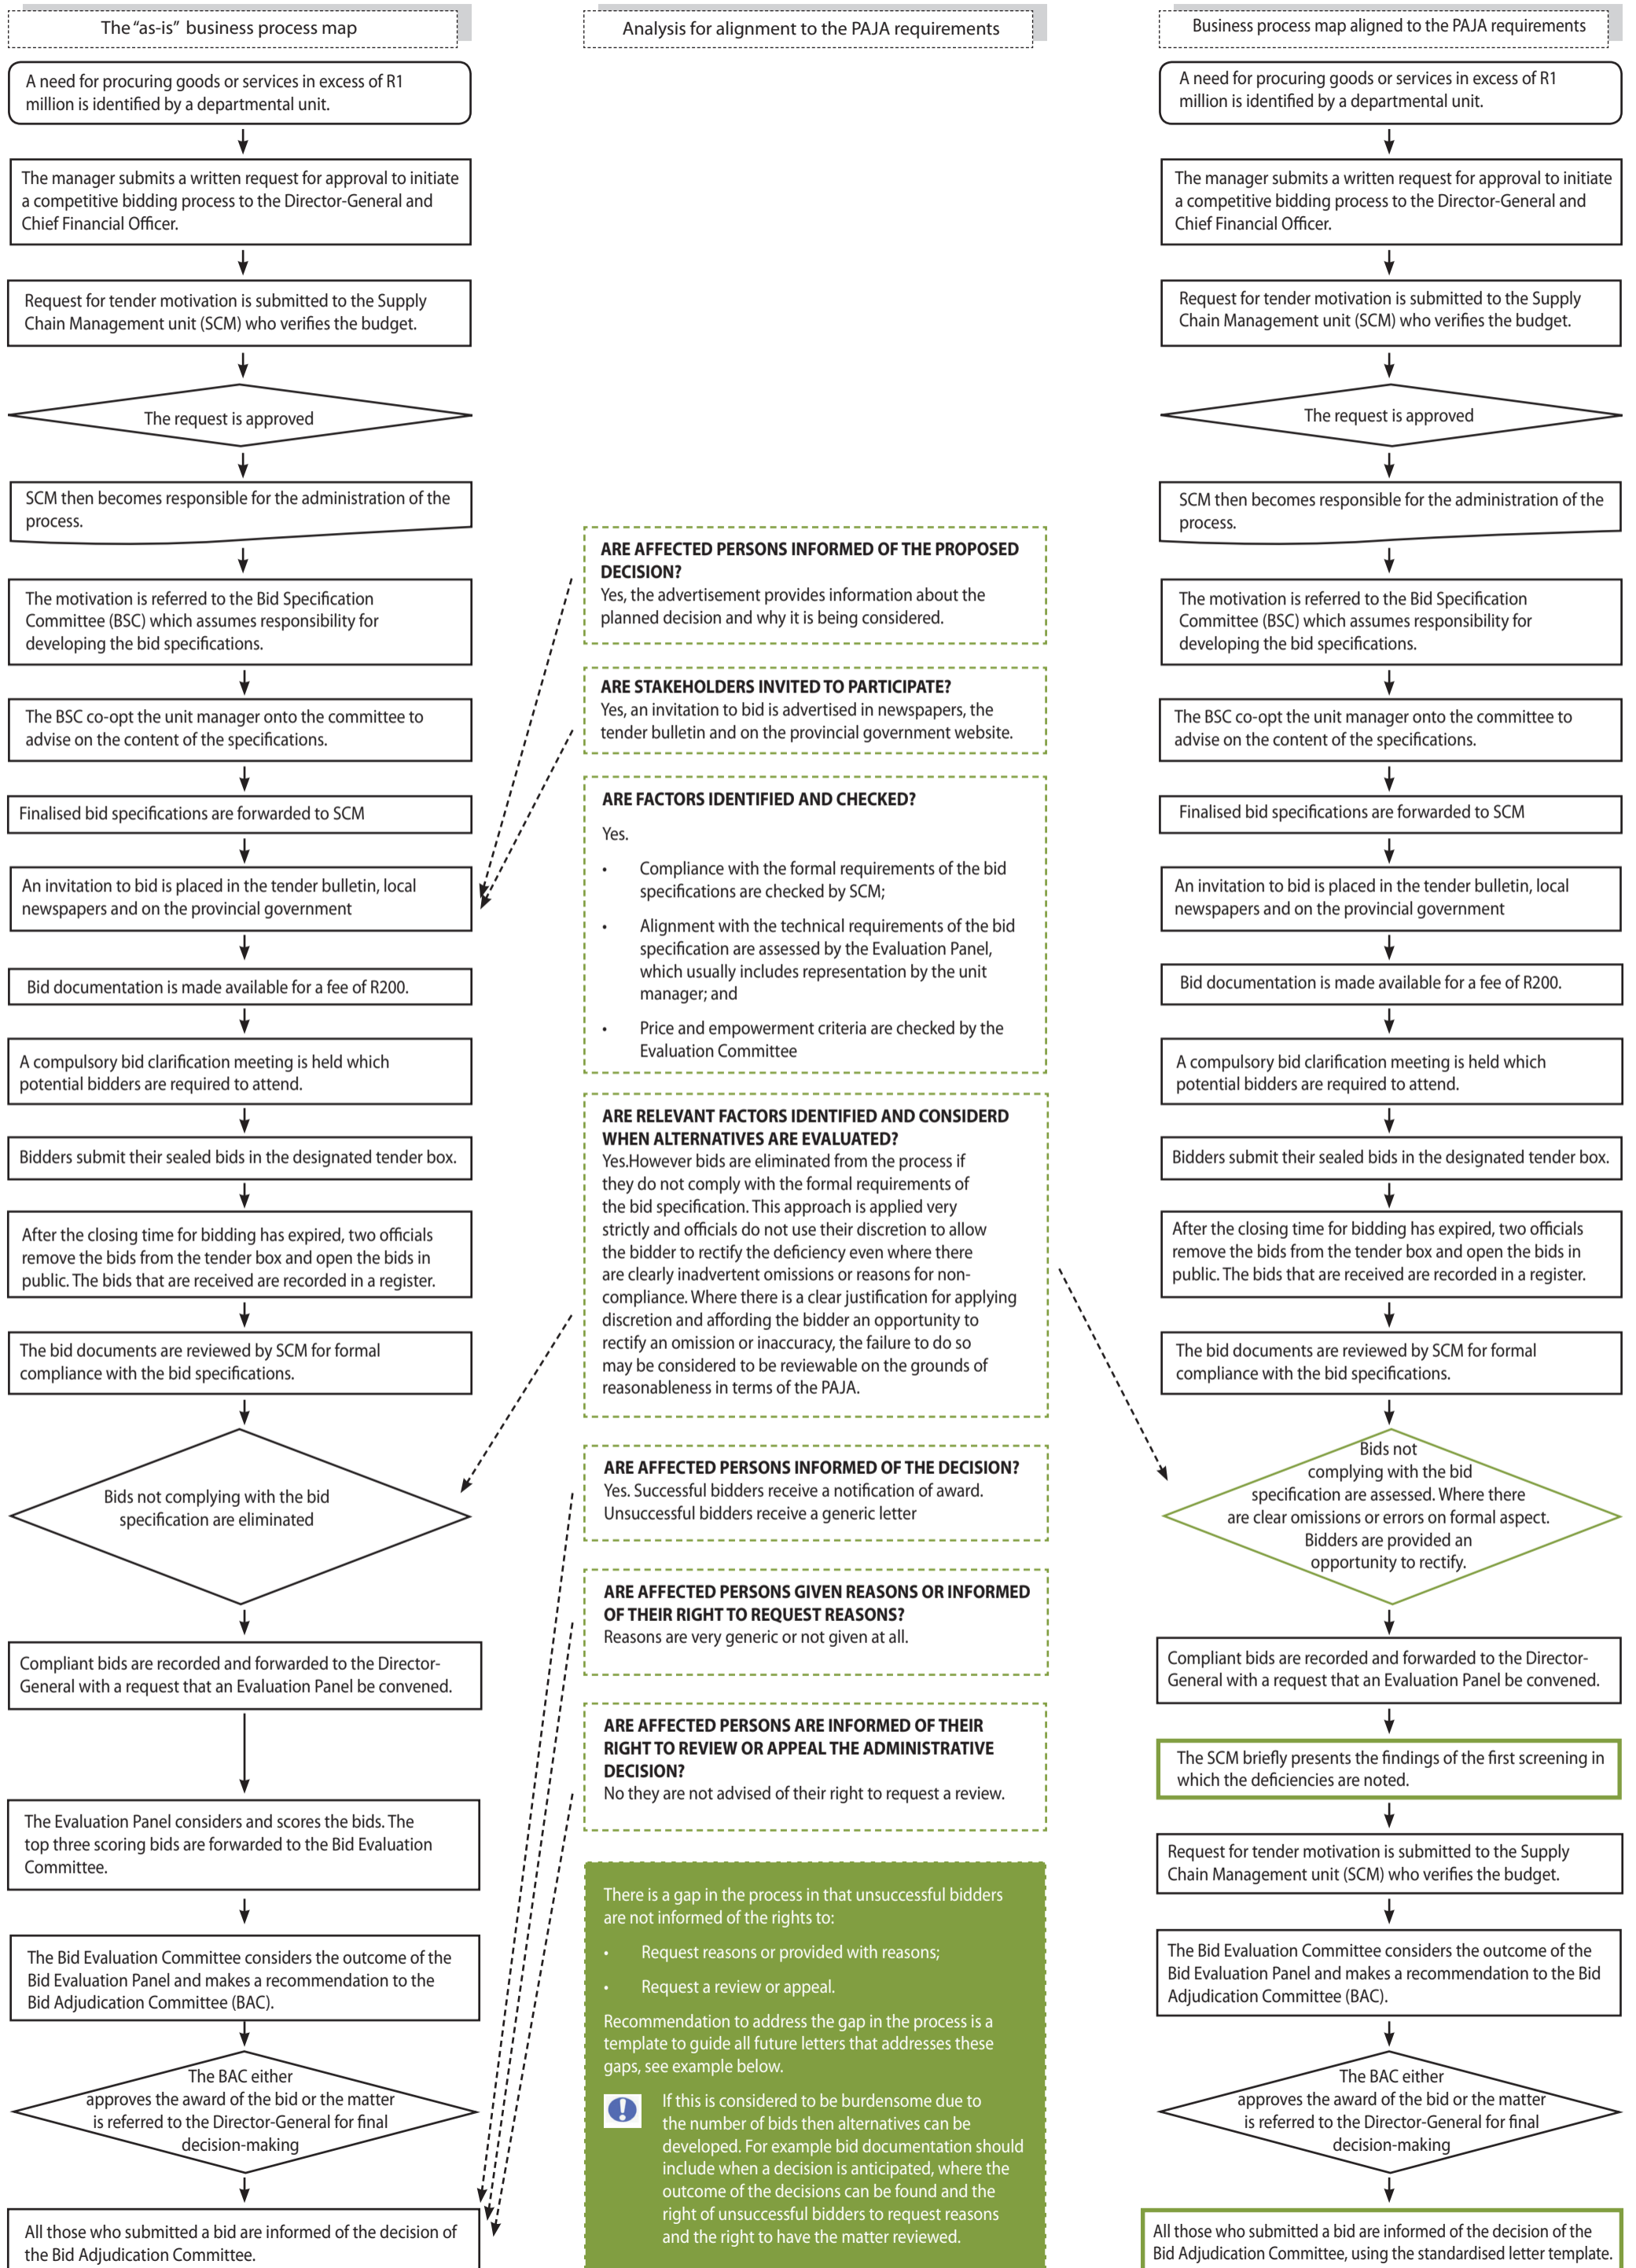 The “as-is” business process map
A need for procuring goods or services in excess of R1
million is identified by a departmental unit.
The manager submits a written request for approval to initiate
a competitive bidding process to the Director-General and
Chief Financial Officer.
Request for tender motivation is submitted to the Supply
Chain Management unit (SCM) who verifies the budget.
The request is approved
SCM then becomes responsible for the administration of the
process.
The motivation is referred to the Bid Specification
Committee (BSC) which assumes responsibility for
developing the bid specifications.
The BSC co-opt the unit manager onto the committee to
advise on the content of the specifications.
Finalised bid specifications are forwarded to SCM
An invitation to bid is placed in the tender bulletin, local
newspapers and on the provincial government
Bid documentation is made available for a fee of R200.
A compulsory bid clarification meeting is held which
potential bidders are required to attend.
Bidders submit their sealed bids in the designated tender box.
After the closing time for bidding has expired, two officials
remove the bids from the tender box and open the bids in
public. The bids that are received are recorded in a register.
The bid documents are reviewed by SCM for formal
compliance with the bid specifications.
Bids not complying with the bid
specification are eliminated
Compliant bids are recorded and forwarded to the Director-
General with a request that an Evaluation Panel be convened.
The Evaluation Panel considers and scores the bids. The
top three scoring bids are forwarded to the Bid Evaluation
Committee.
The Bid Evaluation Committee considers the outcome of the
Bid Evaluation Panel and makes a recommendation to the
Bid Adjudication Committee (BAC).
The BAC either
approves the award of the bid or the matter
is referred to the Director-General for final
decision-making
All those who submitted a bid are informed of the decision of
the Bid Adjudication Committee.
Analysis for alignment to the PAJA requirements
ARE AFFECTED PERSONS INFORMED OF THE PROPOSED
DECISION?
Yes, the advertisement provides information about the
planned decision and why it is being considered.
ARE STAKEHOLDERS INVITED TO PARTICIPATE?
Yes, an invitation to bid is advertised in newspapers, the
tender bulletin and on the provincial government website.
ARE FACTORS IDENTIFIED AND CHECKED?
Yes.
• Compliance with the formal requirements of the bid
specifications are checked by SCM;
• Alignment with the technical requirements of the bid
specification are assessed by the Evaluation Panel,
which usually includes representation by the unit
manager; and
• Price and empowerment criteria are checked by the
Evaluation Committee
ARE RELEVANT FACTORS IDENTIFIED AND CONSIDERD
WHEN ALTERNATIVES ARE EVALUATED?
Yes.However bids are eliminated from the process if
they do not comply with the formal requirements of
the bid specification. This approach is applied very
strictly and officials do not use their discretion to allow
the bidder to rectify the deficiency even where there
are clearly inadvertent omissions or reasons for non-
compliance. Where there is a clear justification for applying
discretion and affording the bidder an opportunity to
rectify an omission or inaccuracy, the failure to do so
may be considered to be reviewable on the grounds of
reasonableness in terms of the PAJA.
ARE AFFECTED PERSONS INFORMED OF THE DECISION?
Yes. Successful bidders receive a notification of award.
Unsuccessful bidders receive a generic letter
ARE AFFECTED PERSONS GIVEN REASONS OR INFORMED
OF THEIR RIGHT TO REQUEST REASONS?
Reasons are very generic or not given at all.
ARE AFFECTED PERSONS ARE INFORMED OF THEIR
RIGHT TO REVIEW OR APPEAL THE ADMINISTRATIVE
DECISION?
No they are not advised of their right to request a review.
There is a gap in the process in that unsuccessful bidders
are not informed of the rights to:
• Request reasons or provided with reasons;
• Request a review or appeal.
Recommendation to address the gap in the process is a
template to guide all future letters that addresses these
gaps, see example below.
!
If this is considered to be burdensome due to
the number of bids then alternatives can be
developed. For example bid documentation should
include when a decision is anticipated, where the
outcome of the decisions can be found and the
right of unsuccessful bidders to request reasons
and the right to have the matter reviewed.
Business process map aligned to the PAJA requirements
A need for procuring goods or services in excess of R1
million is identified by a departmental unit.
The manager submits a written request for approval to initiate
a competitive bidding process to the Director-General and
Chief Financial Officer.
Request for tender motivation is submitted to the Supply
Chain Management unit (SCM) who verifies the budget.
The request is approved
SCM then becomes responsible for the administration of the
process.
The motivation is referred to the Bid Specification
Committee (BSC) which assumes responsibility for
developing the bid specifications.
The BSC co-opt the unit manager onto the committee to
advise on the content of the specifications.
Finalised bid specifications are forwarded to SCM
An invitation to bid is placed in the tender bulletin, local
newspapers and on the provincial government
Bid documentation is made available for a fee of R200.
A compulsory bid clarification meeting is held which
potential bidders are required to attend.
Bidders submit their sealed bids in the designated tender box.
After the closing time for bidding has expired, two officials
remove the bids from the tender box and open the bids in
public. The bids that are received are recorded in a register.
The bid documents are reviewed by SCM for formal
compliance with the bid specifications.
Bids not
complying with the bid
specification are assessed. Where there
are clear omissions or errors on formal aspect.
Bidders are provided an
opportunity to rectify.
Compliant bids are recorded and forwarded to the Director-
General with a request that an Evaluation Panel be convened.
The SCM briefly presents the findings of the first screening in
which the deficiencies are noted.
Request for tender motivation is submitted to the Supply
Chain Management unit (SCM) who verifies the budget.
The Bid Evaluation Committee considers the outcome of the
Bid Evaluation Panel and makes a recommendation to the Bid
Adjudication Committee (BAC).
The BAC either
approves the award of the bid or the matter
is referred to the Director-General for final
decision-making
All those who submitted a bid are informed of the decision of the
Bid Adjudication Committee, using the standardised letter template.